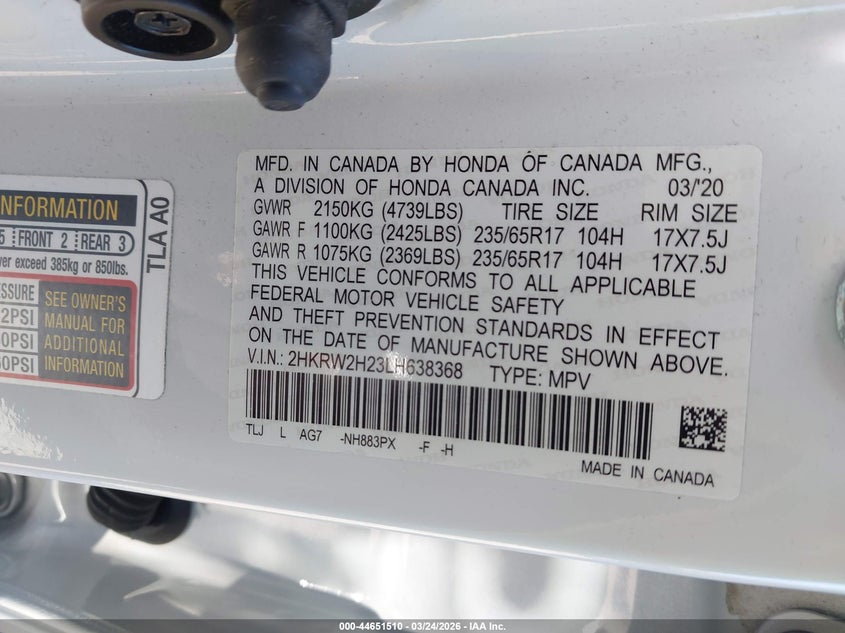 MFD. IN CANADA BY HONDA OF CANADA MFG.,
A DIVISION OF HONDA CANADA INC. 03/'20
GVWR 2150KG (4739LBS) TIRE SIZE RIM SIZE
GAWR F 1100KG (2425LBS) 235/65R17 104H 17X7.5J
GAWR R 1075KG (2369LBS) 235/65R17 104H 17X7.5J
THIS VEHICLE CONFORMS TO ALL APPLICABLE
FEDERAL MOTOR VEHICLE SAFETY
AND THEFT PREVENTION STANDARDS IN EFFECT
ON THE DATE OF MANUFACTURE SHOWN ABOVE.
V.I.N.: 2HKRW2H23LH638368 TYPE: MPV
TLJ L AG7 -NH883PX -F -H
MADE IN CANADA
INFORMATION
5 FRONT 2 REAR 3
exceed 385kg or 850lbs.
2PSI
0PSI
60PSI
SEE OWNER'S
MANUAL FOR
ADDITIONAL
INFORMATION
TLA A0
000-44651510 - 03/24/2026 - IAA Inc.